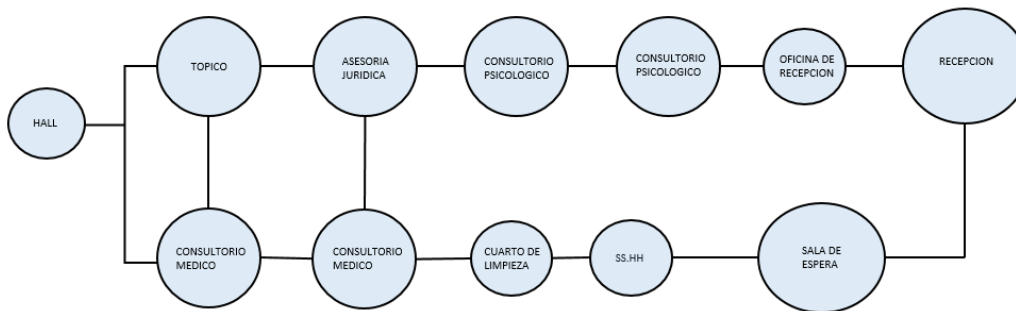 HALL
TOPICO
ASESORIA
JURIDICA
CONSULTORIO
PSICOLOGICO
CONSULTORIO
PSICOLOGICO
OFICINA DE
RECEPCION
RECEPCION
CONSULTORIO
MEDICO
CONSULTORIO
MEDICO
CUARTO DE
LIMPIEZA
SS.HH
SALA DE
ESPERA